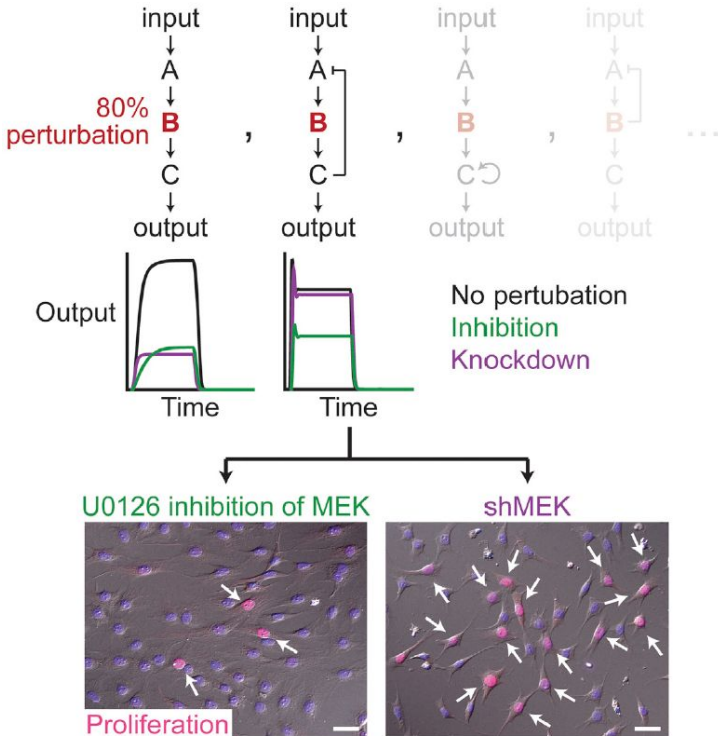 input input input input
A A A A
80%
perturbation
B , B , B , B ...
C C C C
output output output output
Output
No pertubation
Inhibition
Knockdown
Time Time
U0126 inhibition of MEK shMEK
Proliferation